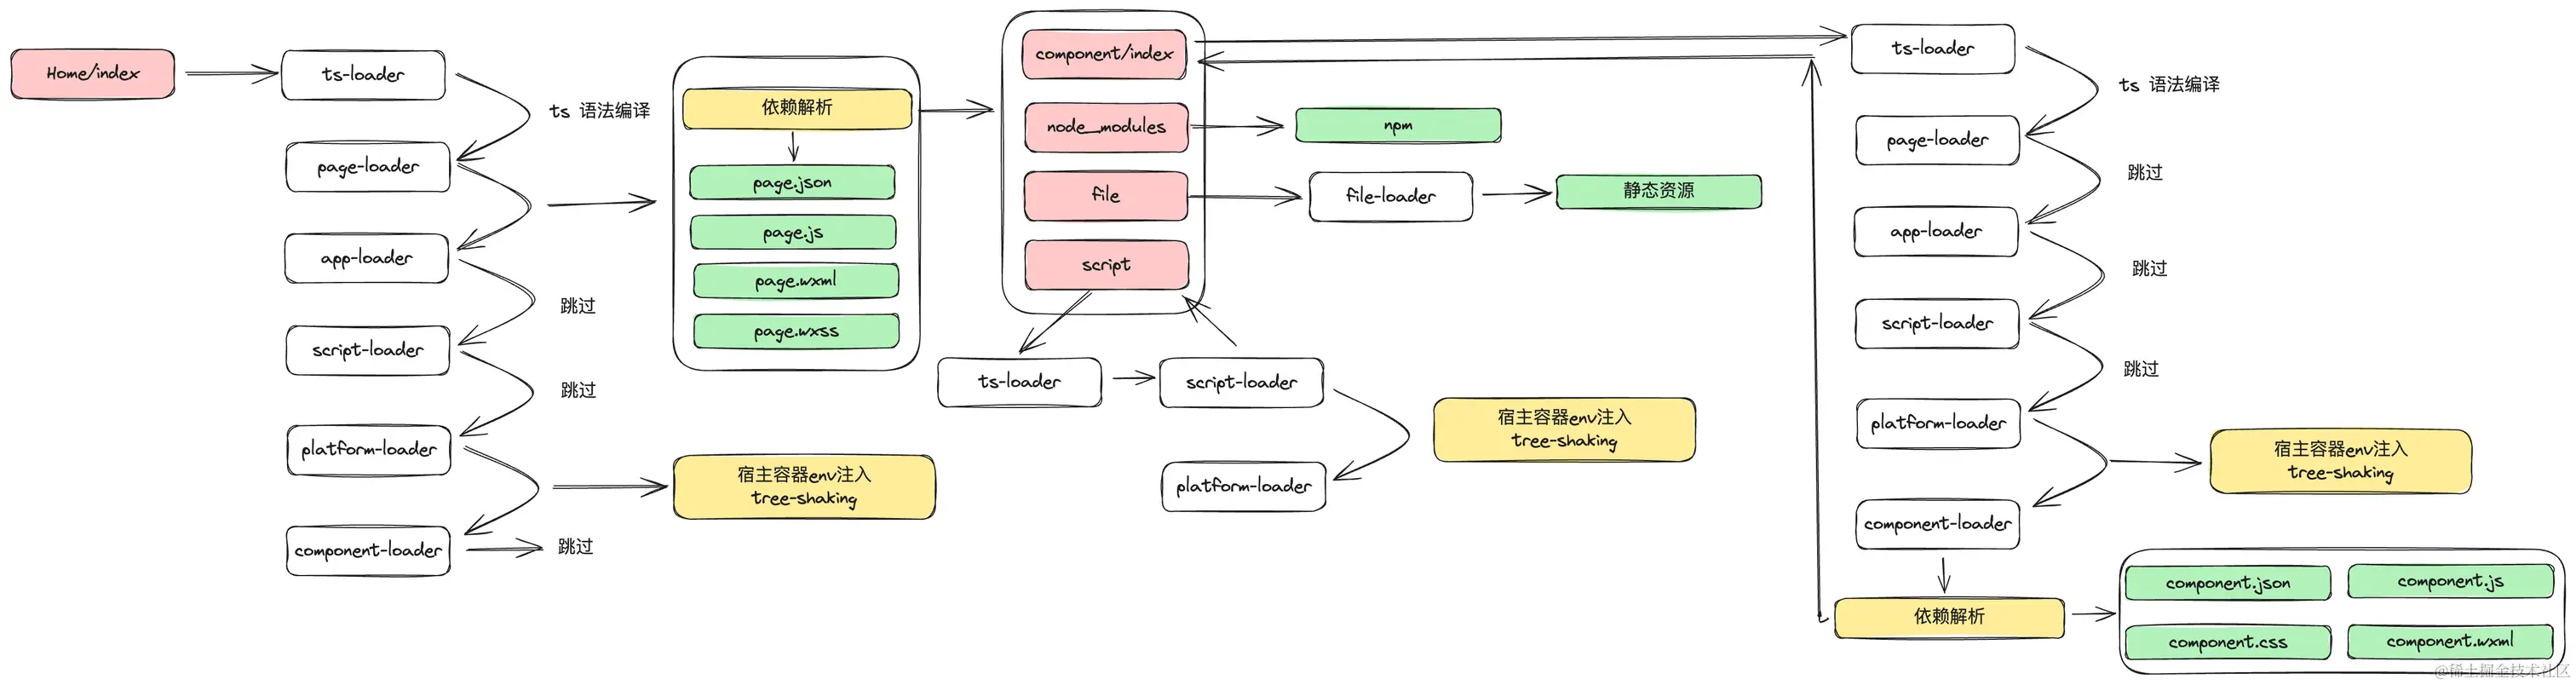 Home/index
ts-loader
ts 语法编译
page-loader
app-loader
跳过
script-loader
跳过
platform-loader
宿主容器env注入
tree-shaking
component-loader
跳过
依赖解析
page.json
page.js
page.wxml
page.wxss
component/index
node_modules
npm
file
file-loader
静态资源
script
ts-loader
script-loader
宿主容器env注入
tree-shaking
platform-loader
ts-loader
ts 语法编译
page-loader
跳过
app-loader
跳过
script-loader
跳过
platform-loader
宿主容器env注入
tree-shaking
component-loader
依赖解析
component.json
component.js
component.css
component.wxml
@稀土掘金技术社区